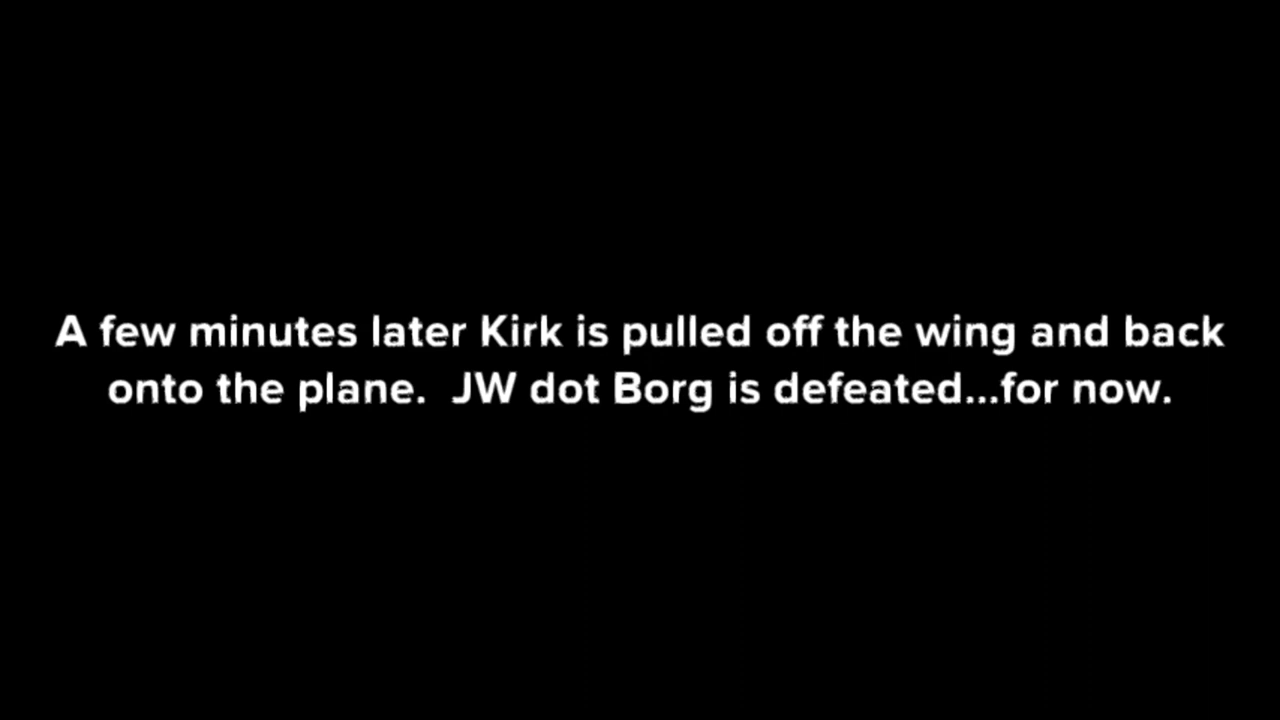 A few minutes later Kirk is pulled off the wing and back
onto the plane.  JW dot Borg is defeated...for now.